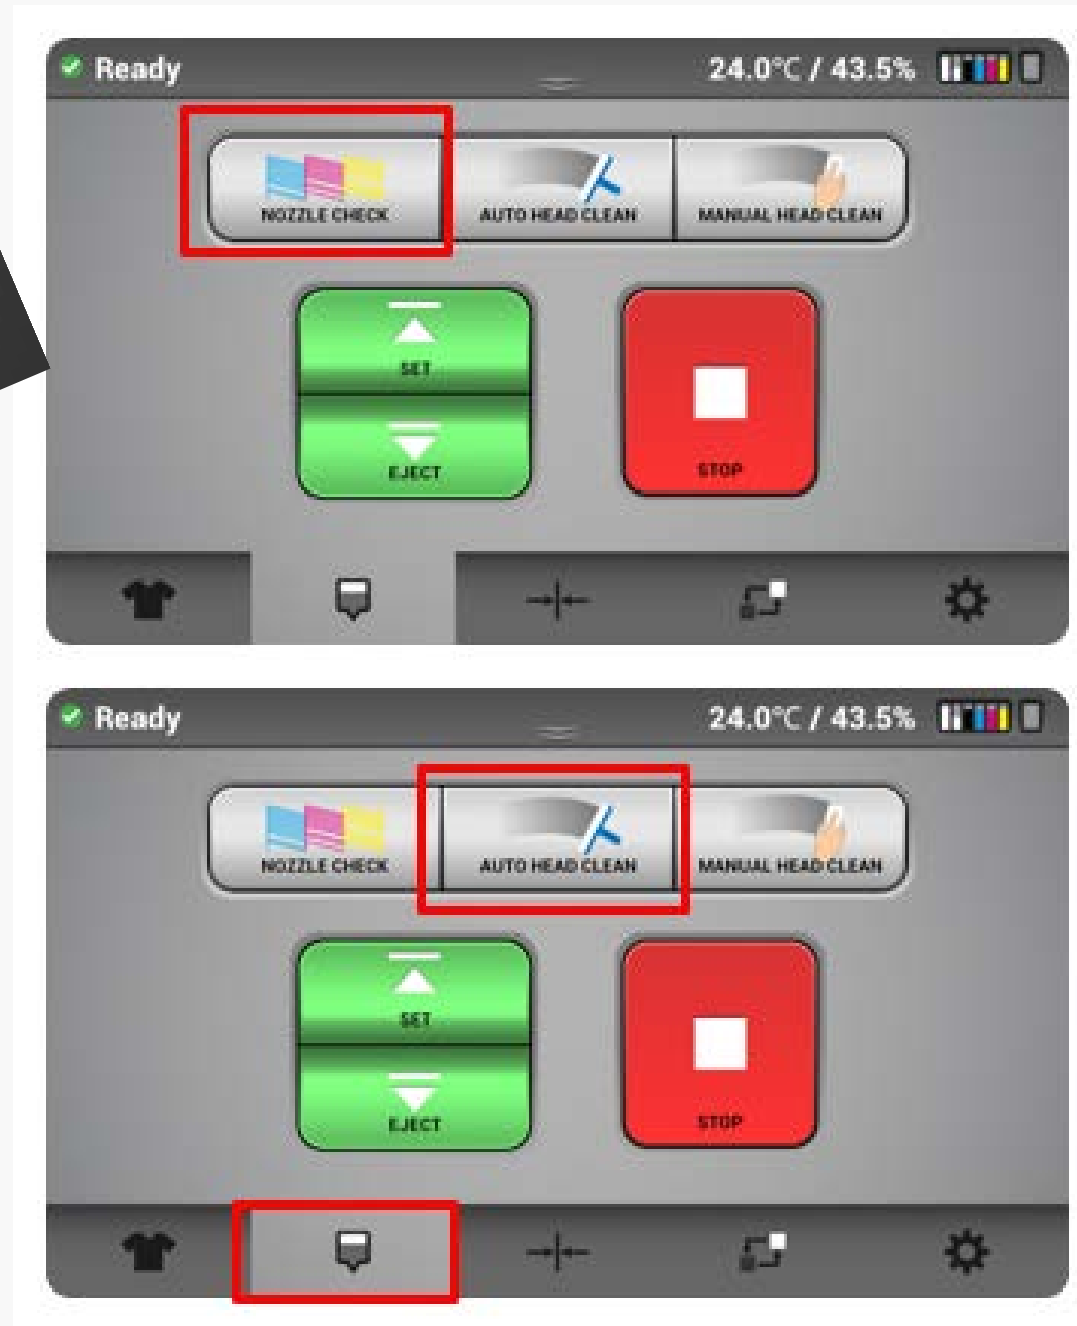 Ready 24.0°C / 43.5%
NOZZLE CHECK AUTO HEAD CLEAN MANUAL HEAD CLEAN
SET
EJECT STOP
Ready 24.0°C / 43.5%
NOZZLE CHECK AUTO HEAD CLEAN MANUAL HEAD CLEAN
SET
EJECT STOP